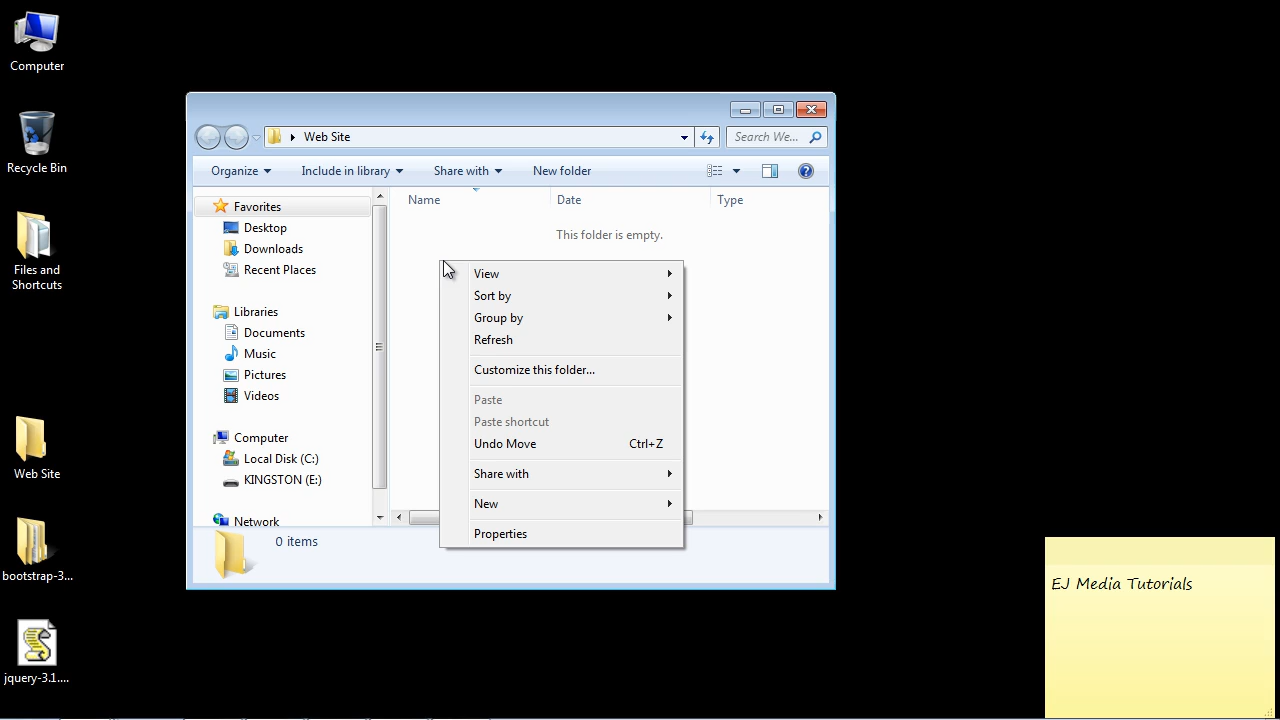 Computer
Recycle Bin
Files and
Shortcuts
Web Site
bootstrap-3...
jquery-3.1....
Web Site
Search We...
Organize
Include in library
Share with
New folder
Name
Date
Type
This folder is empty.
Favorites
Desktop
Downloads
Recent Places
Libraries
Documents
Music
Pictures
Videos
Computer
Local Disk (C:)
KINGSTON (E:)
Network
View
Sort by
Group by
Refresh
Customize this folder...
Paste
Paste shortcut
Undo Move Ctrl+Z
Share with
New
Properties
0 items
EJ Media Tutorials